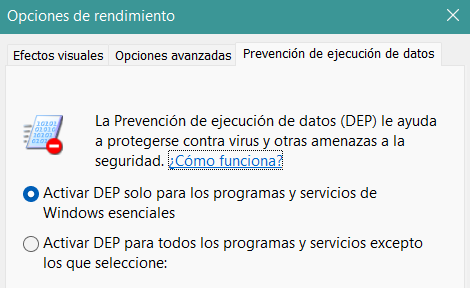 Opciones de rendimiento
Efectos visuales
Opciones avanzadas
Prevención de ejecución de datos
La Prevención de ejecución de datos (DEP) le ayuda
a protegerse contra virus y otras amenazas a la
seguridad. ¿Cómo funciona?
Activar DEP solo para los programas y servicios de
Windows esenciales
Activar DEP para todos los programas y servicios excepto
los que seleccione: